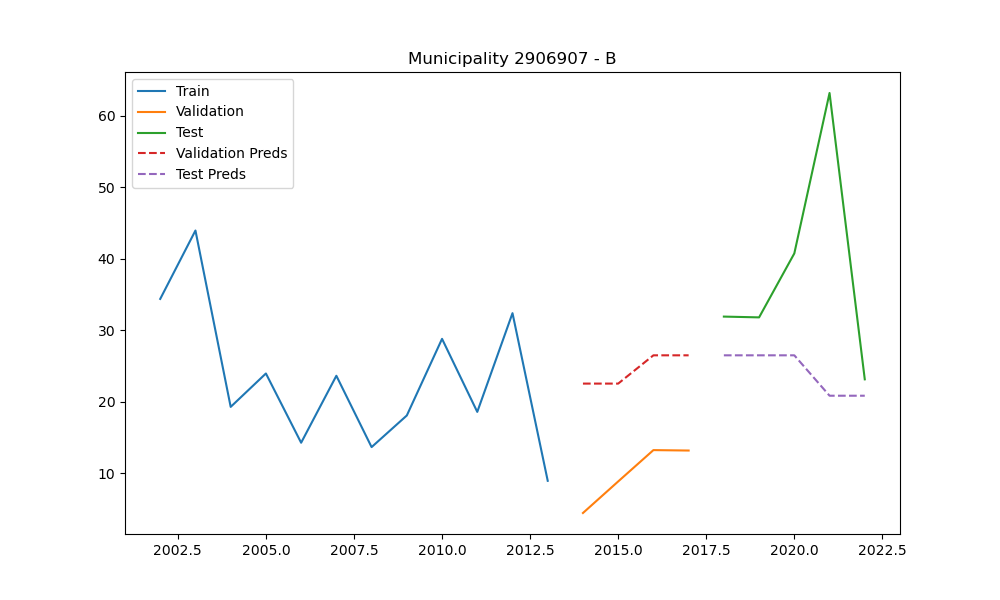 Municipality 2906907 - B
Train
Validation
Test
Validation Preds
Test Preds
60
50
40
30
20
10
2002.5 2005.0 2007.5 2010.0 2012.5 2015.0 2017.5 2020.0 2022.5